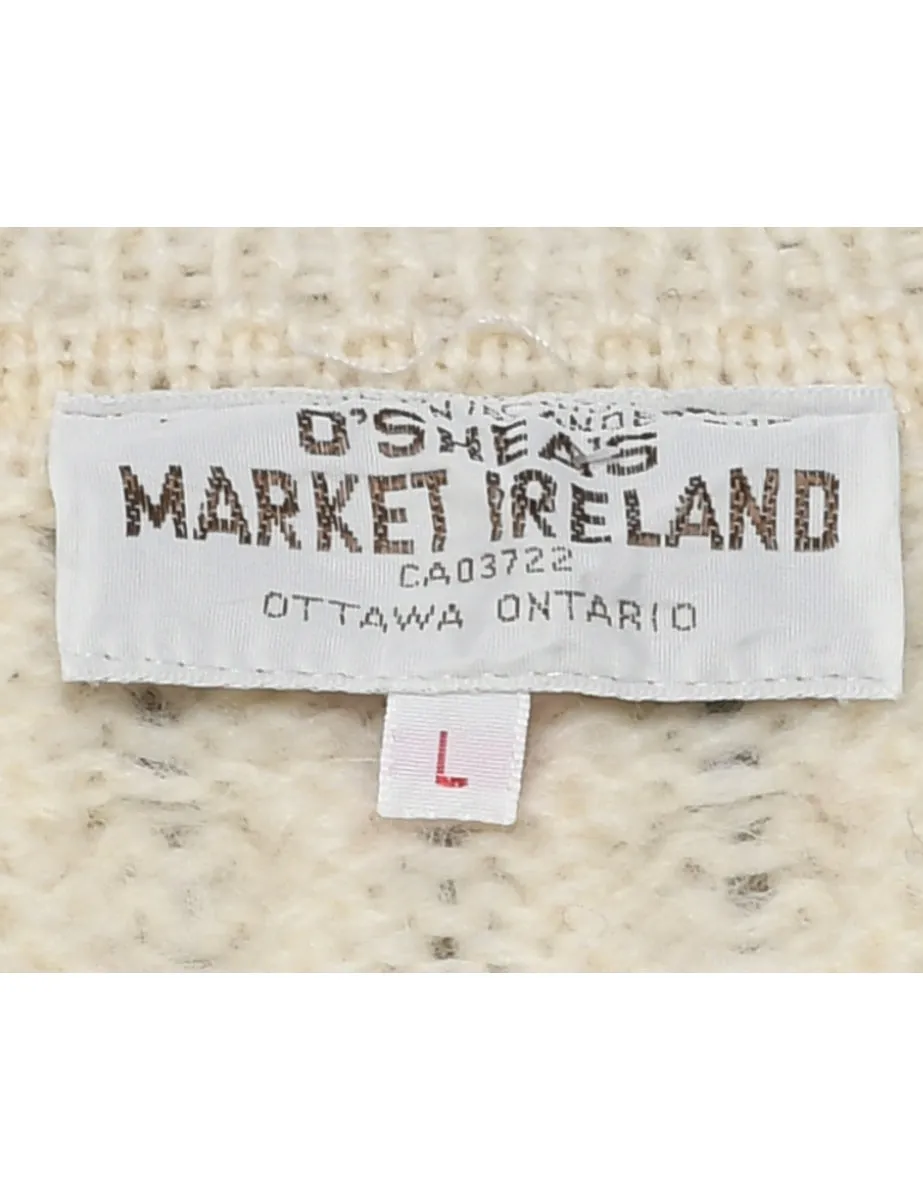 O'SHEA'S
MARKET IRELAND
CA03722
OTTAWA ONTARIO
L